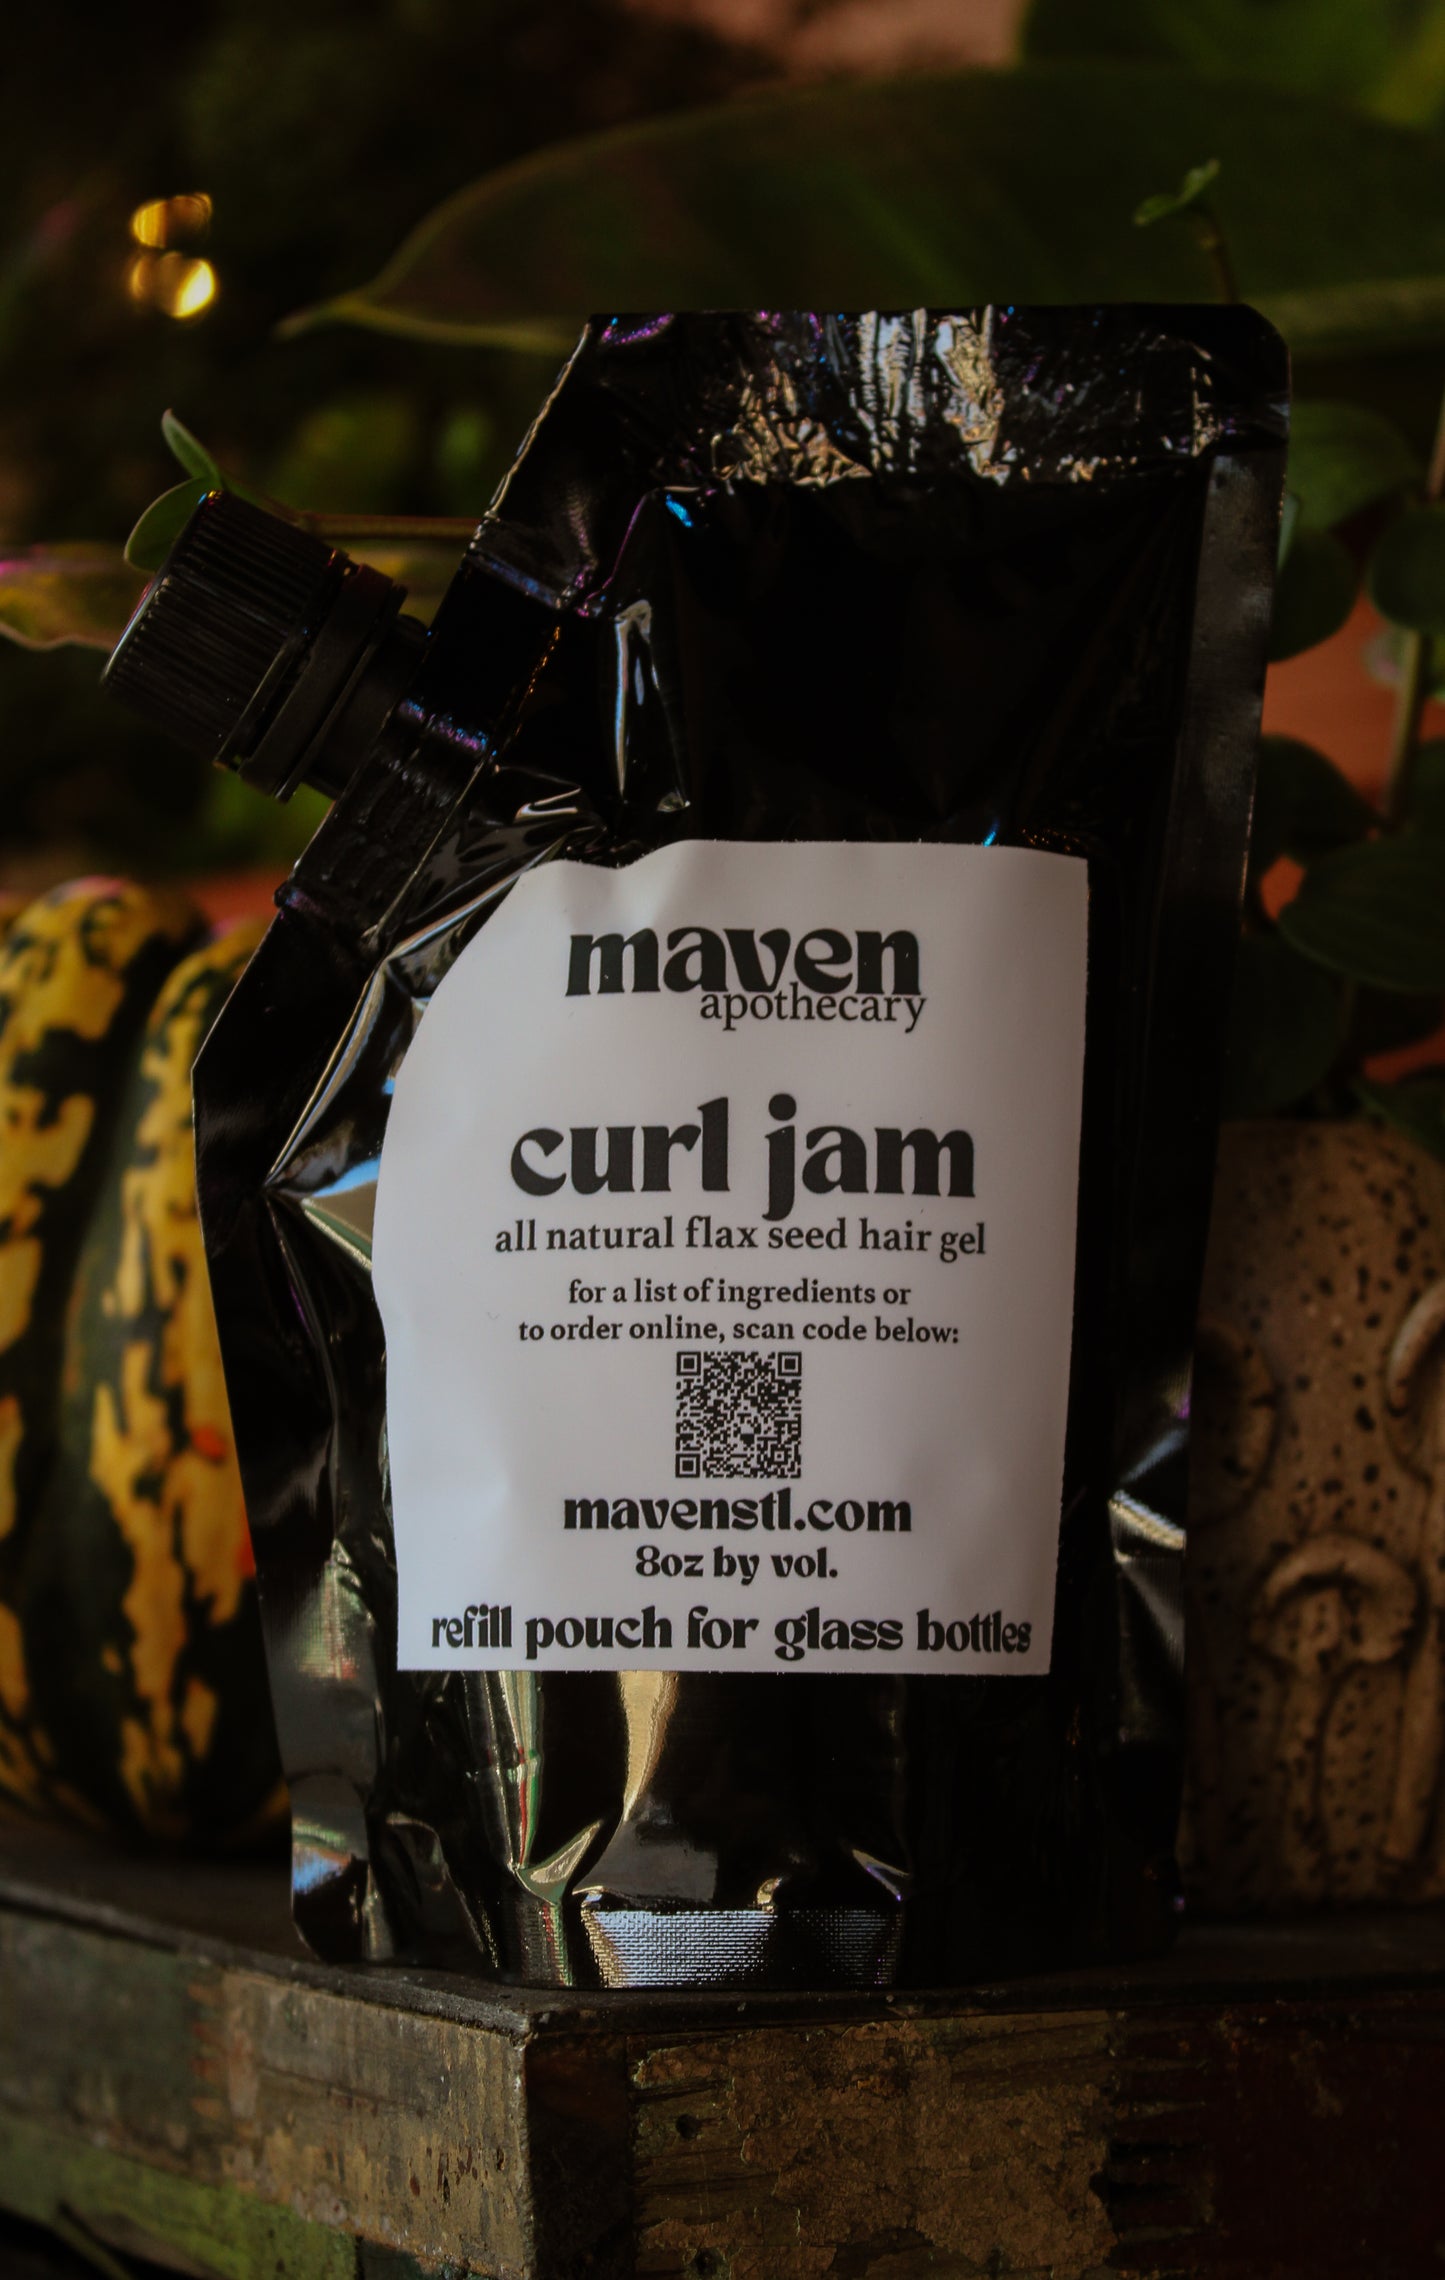 maven
apothecary
curl jam
all natural flax seed hair gel
for a list of ingredients or
to order online, scan code below:
mavenstl.com
8oz by vol.
refill pouch for glass bottles